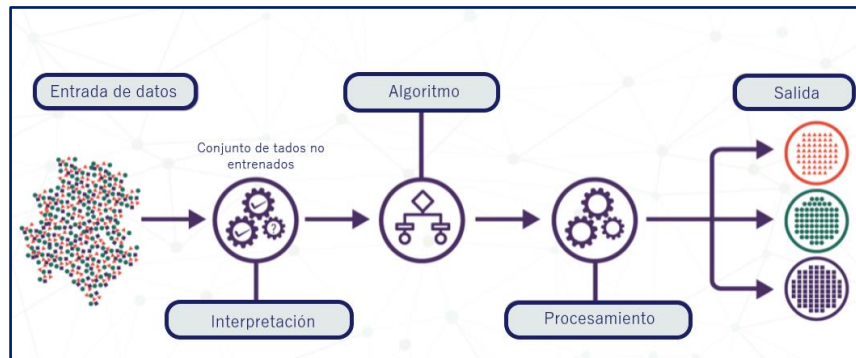 Entrada de datos
Algoritmo
Salida
Conjunto de tados no
entrenados
?
Interpretación
Procesamiento